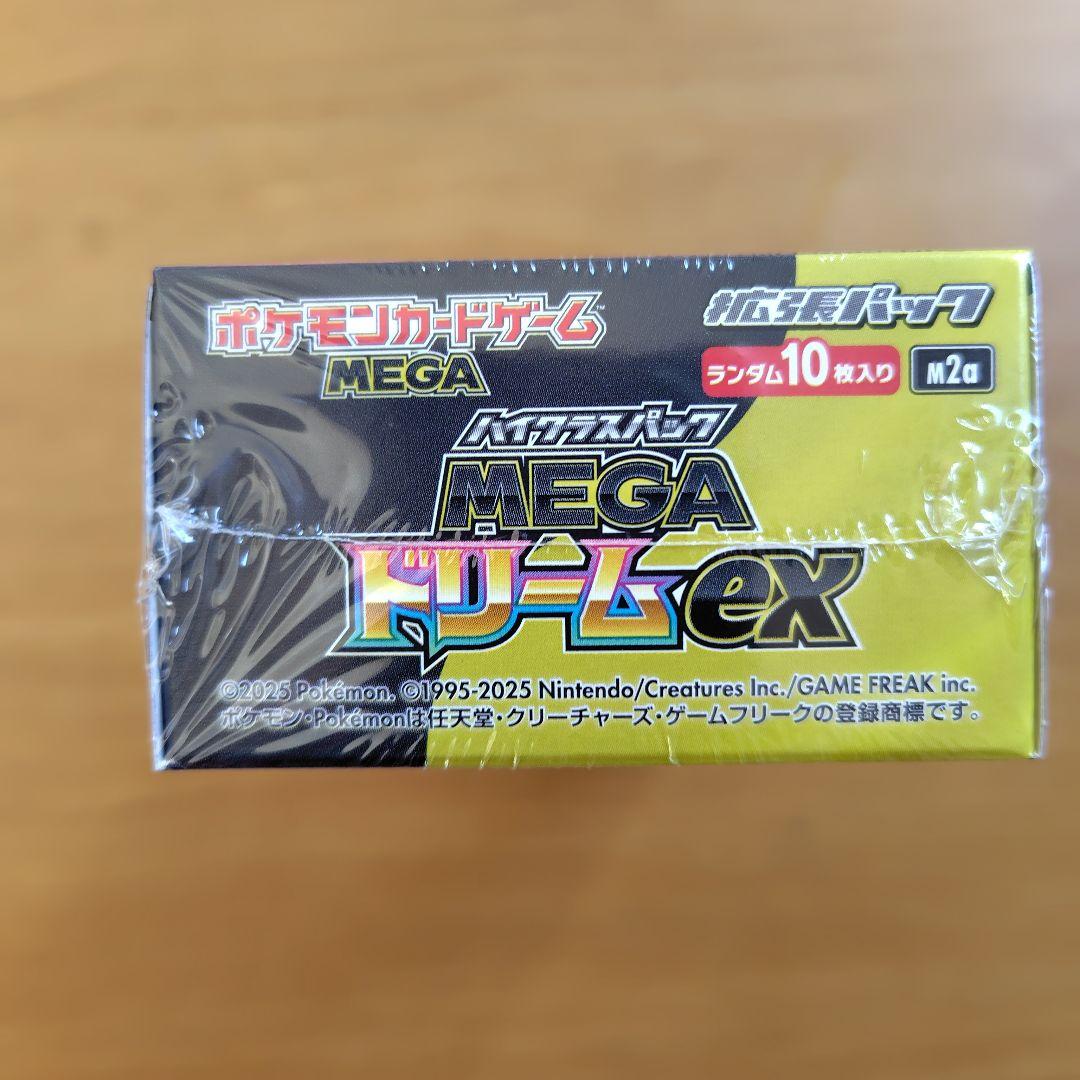 ポケモンカードゲーム™
MEGA
拡張パック
ランダム10枚入り
M2a
ハイクラスパック
MEGA
ドリームex
©2025 Pokémon. ©1995-2025 Nintendo/Creatures Inc./GAME FREAK inc.
ポケモン・Pokémonは任天堂・クリーチャーズ・ゲームフリークの登録商標です。